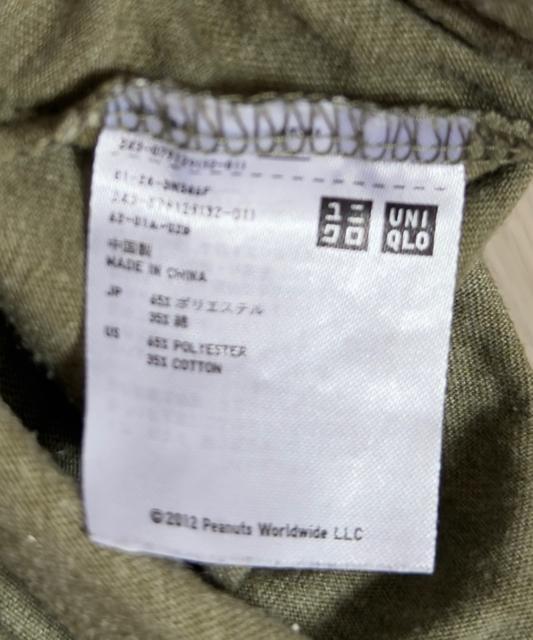 ユニ
クロ
UNI
QLO
中国製
MADE IN CHINA
JP 65% ポリエステル
35% 綿
US 65% POLYESTER
35% COTTON
©2012 Peanuts Worldwide LLC